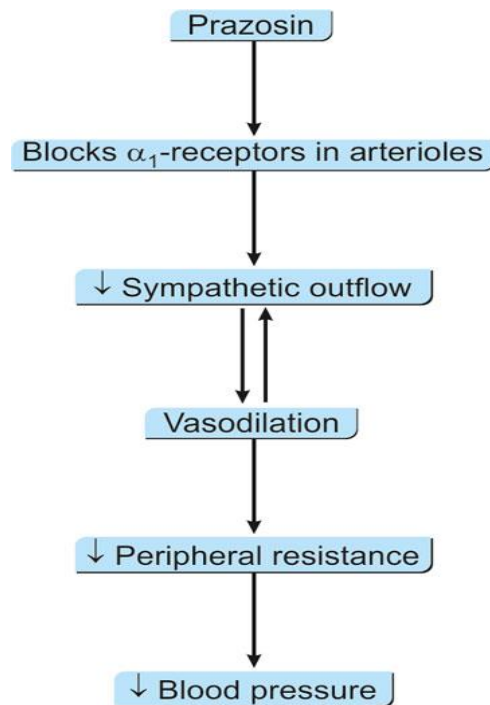 Prazosin
Blocks α₁-receptors in arterioles
↓ Sympathetic outflow
Vasodilation
↓ Peripheral resistance
↓ Blood pressure